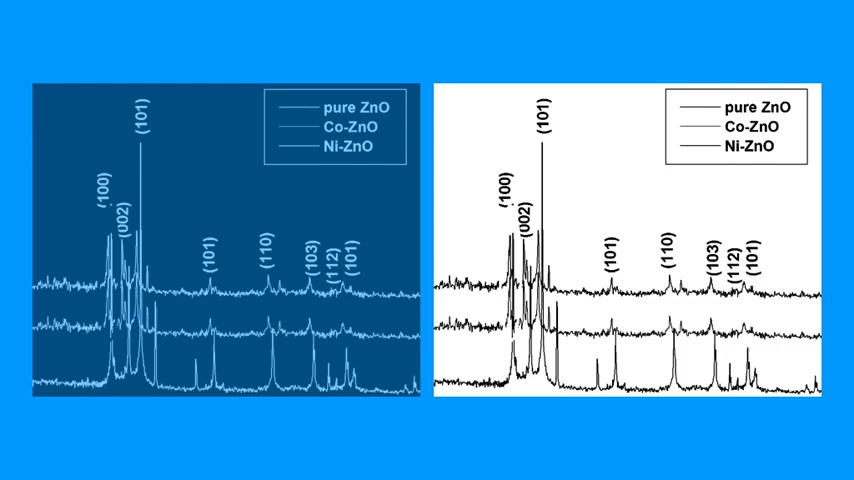 pure ZnO
Co-ZnO
Ni-ZnO
(101)
(100)
(002)
(101)
(110)
(103)
(112)
(101)
pure ZnO
Co-ZnO
Ni-ZnO
(101)
(100)
(002)
(101)
(110)
(103)
(112)
(101)